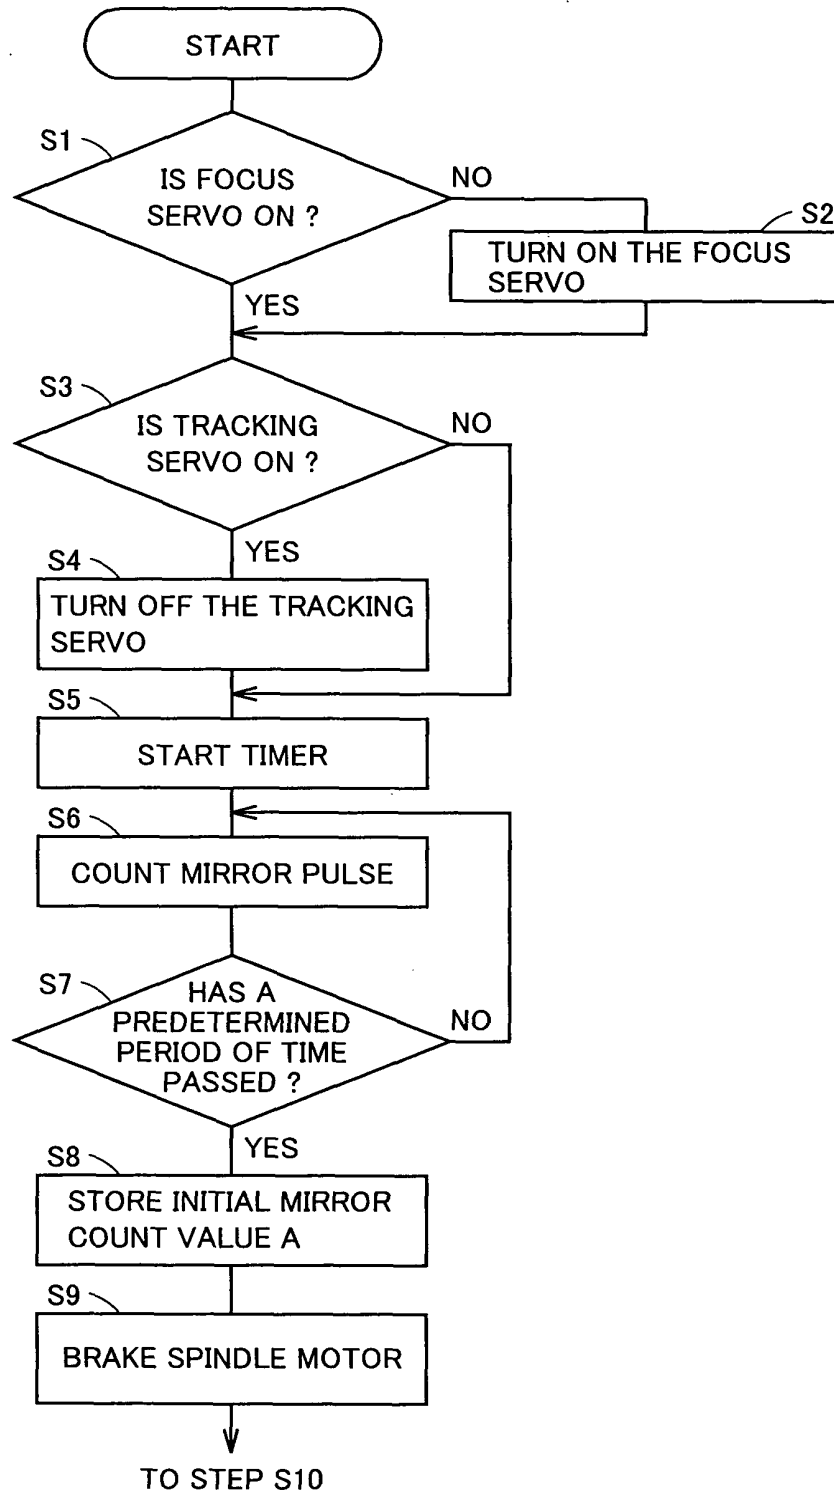 START
S1
IS FOCUS
SERVO ON ?
NO
S2
TURN ON THE FOCUS
SERVO
YES
S3
IS TRACKING
SERVO ON ?
NO
YES
S4
TURN OFF THE TRACKING
SERVO
S5
START TIMER
S6
COUNT MIRROR PULSE
S7
HAS A
PREDETERMINED
PERIOD OF TIME
PASSED ?
NO
YES
S8
STORE INITIAL MIRROR
COUNT VALUE A
S9
BRAKE SPINDLE MOTOR
TO STEP S10